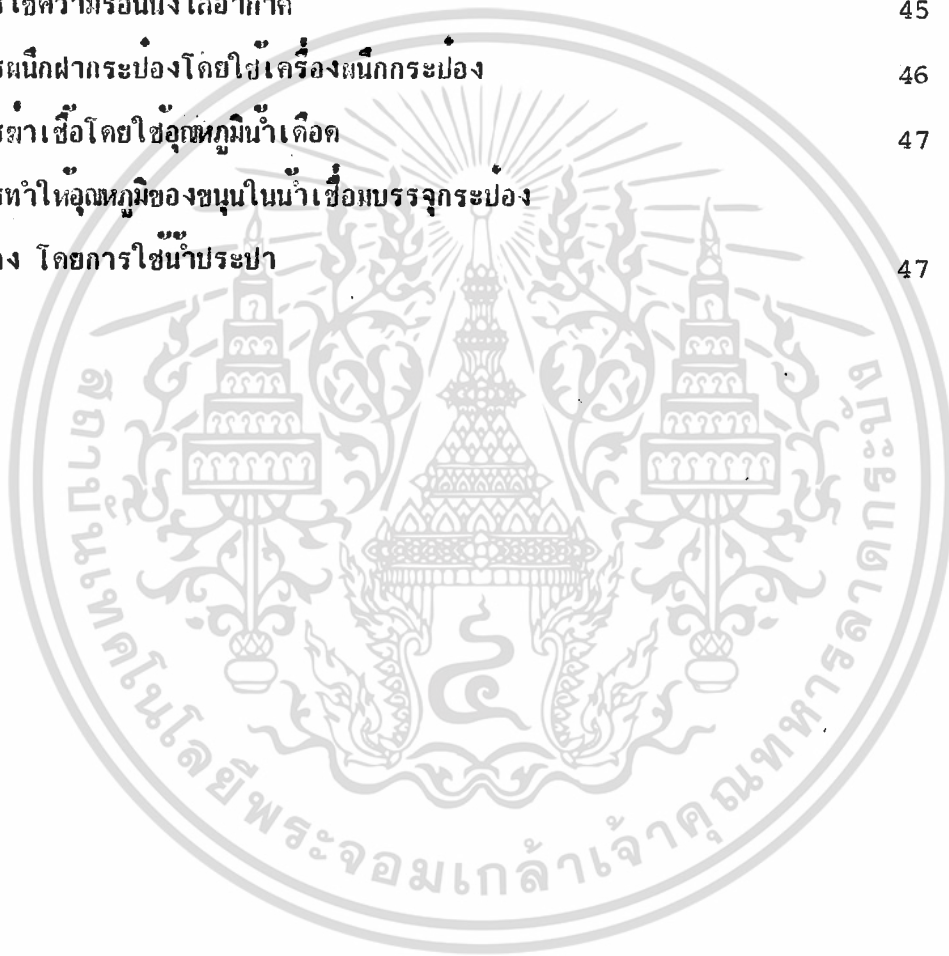 ใช้ความร้อนนึ่งไล่อากาศ 45
ผนึกฝากระป๋องโดยใช้เครื่องผนึกกระป๋อง 46
ฆ่าเชื้อโดยใช้อุณหภูมิน้ำเดือด 47
ทำให้อุณหภูมิของขนุนในน้ำเชื่อมบรรจุกระป๋อง
โดยการใช้น้ำประปา 47
สถาบันเทคโนโลยีพระจอมเกล้าเจ้าคุณทหารลาดกระบัง